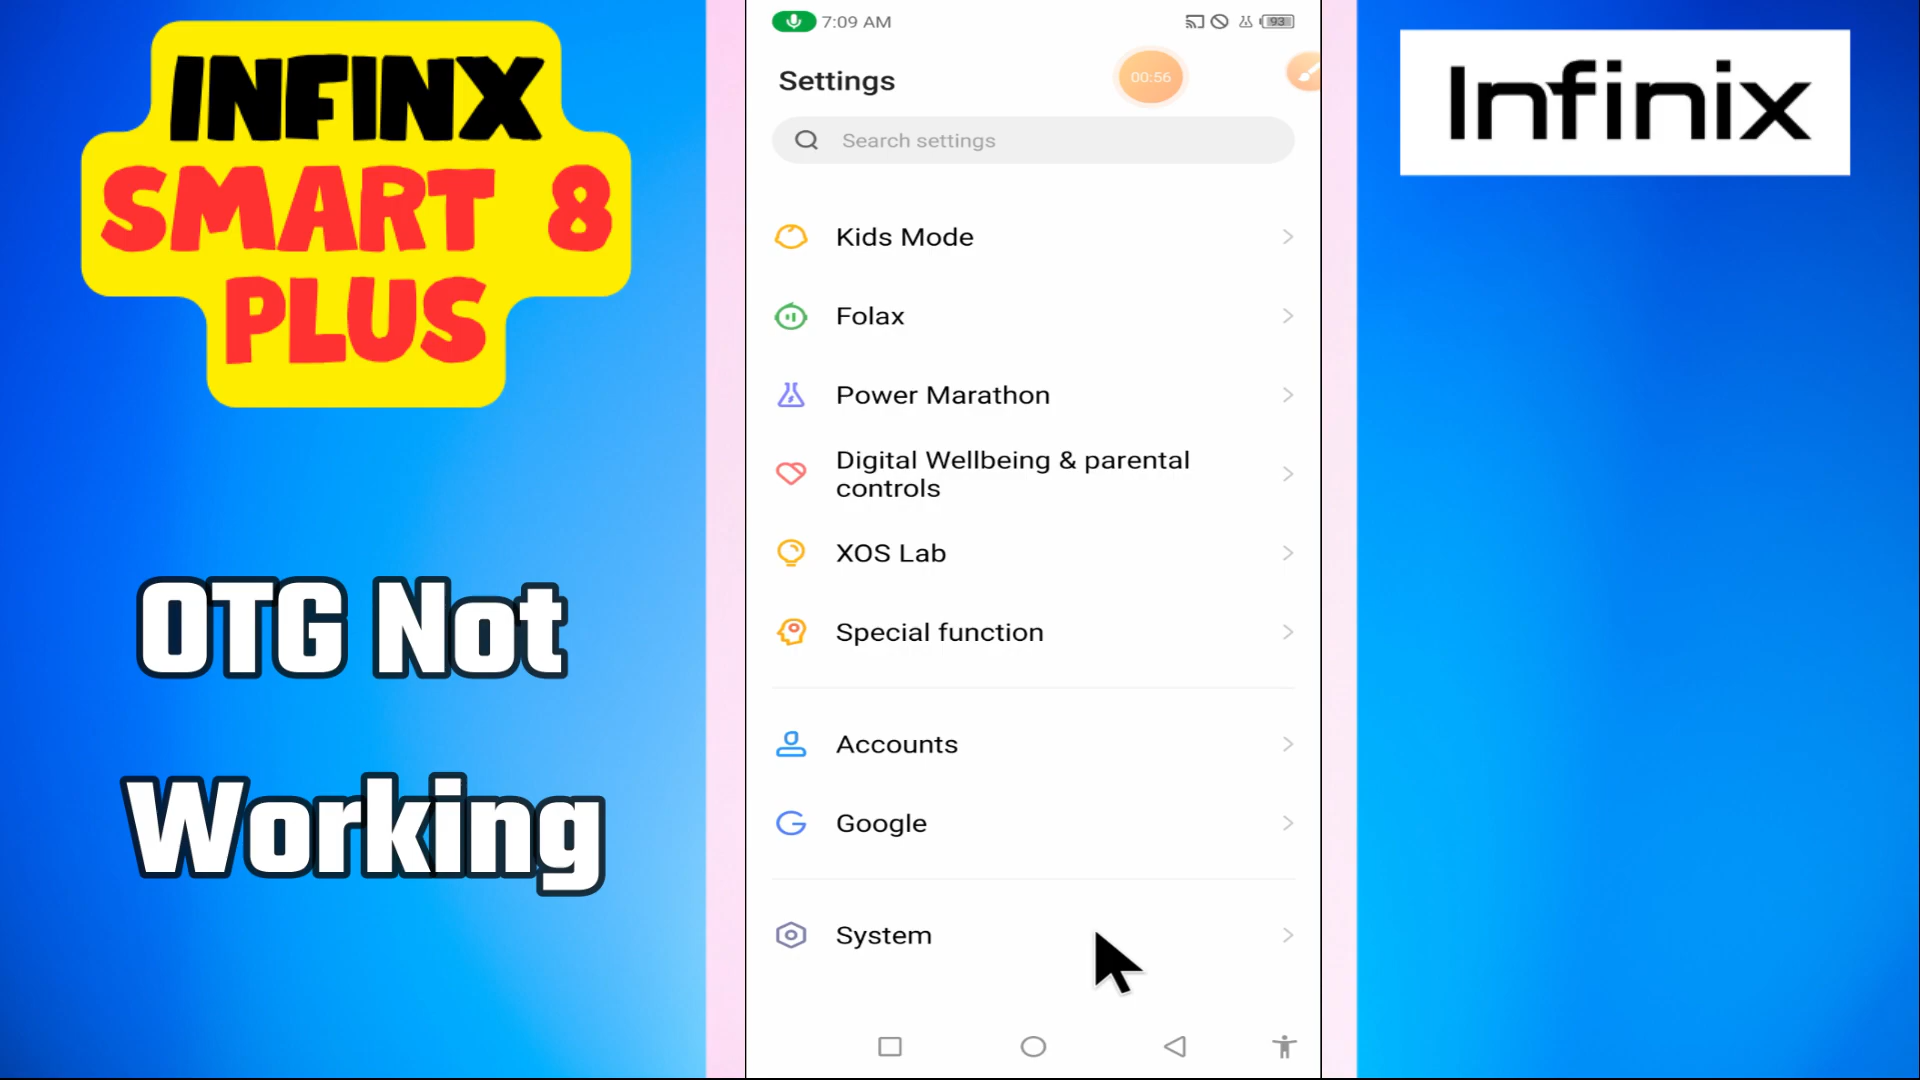 INFINX
SMART 8
PLUS
OTG Not
Working
7:09 AM
93
Settings
00:56
Search settings
Kids Mode
Folax
Power Marathon
Digital Wellbeing & parental
controls
XOS Lab
Special function
Accounts
Google
System
Infinix